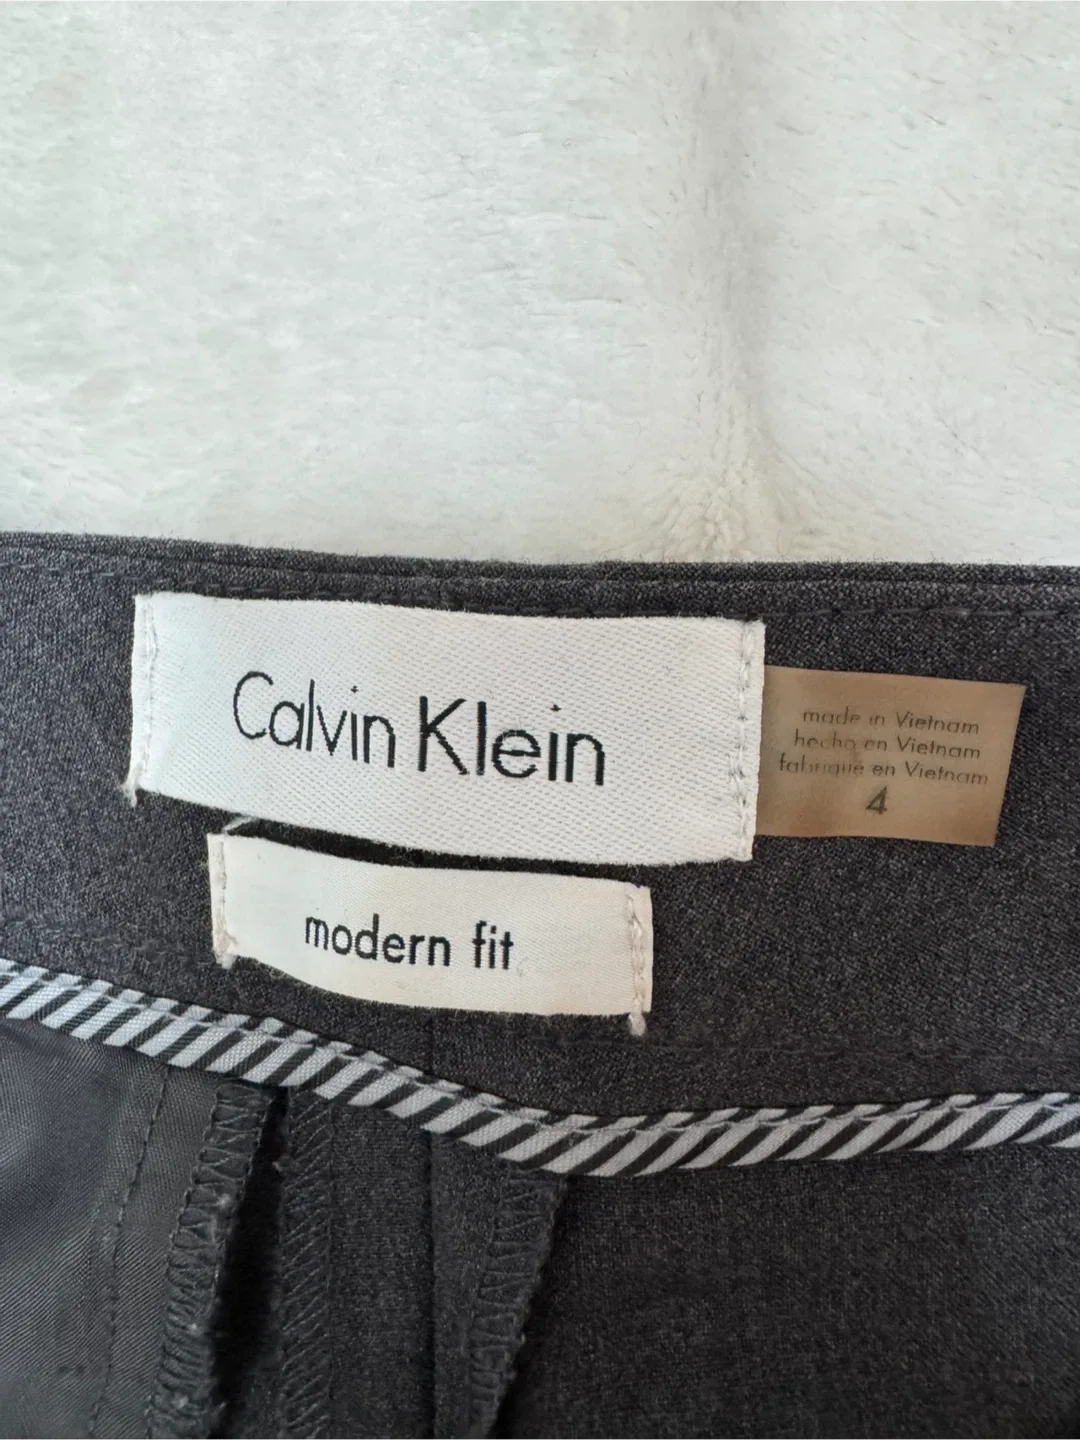 Calvin Klein
made in Vietnam
hecho en Vietnam
fabriqué en Vietnam
4
modern fit